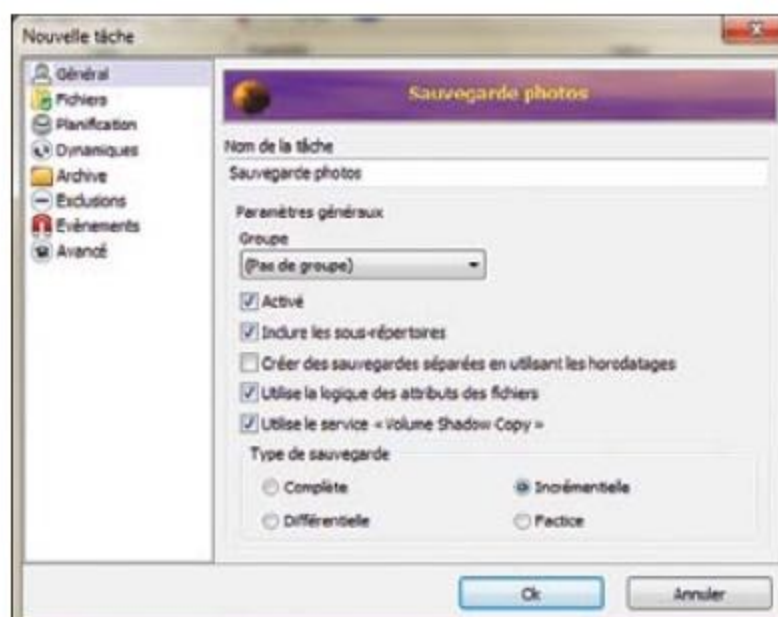 Nouvelle tâche
Général
Fichiers
Planification
Dynamiques
Archive
Exclusions
Evènements
Avancé
Sauvegarde photos
Nom de la tâche
Sauvegarde photos
Paramètres généraux
Groupe
(Pas de groupe)
Activé
Inclure les sous-répertoires
Créer des sauvegardes séparées en utilisant les horodatages
Utilise la logique des attributs des fichiers
Utilise le service « Volume Shadow Copy »
Type de sauvegarde
Complète
Incrémentielle
Différentielle
Factice
Ok
Annuler